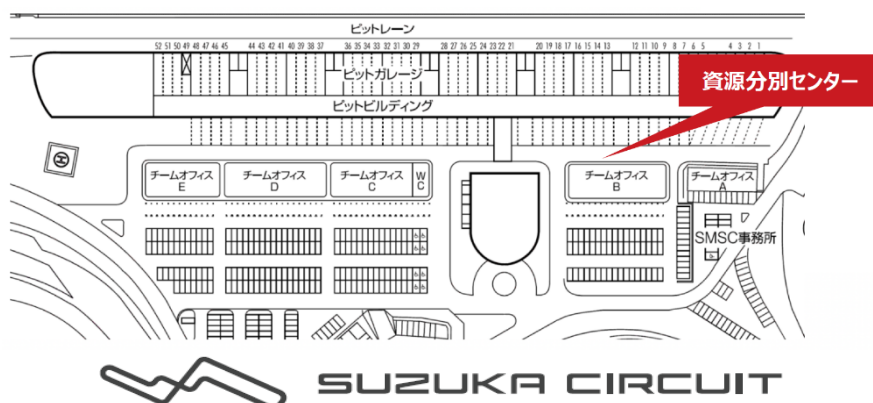 ピットレーン
52 51 50 49 48 47 46 45 44 43 42 41 40 39 38 37 36 35 34 33 32 31 30 29 28 27 26 25 24 23 22 21 20 19 18 17 16 15 14 13 12 11 10 9 8 7 6 5 4 3 2 1
ピットガレージ
資源分別センター
ピットビルディング
H
チームオフィス
E
チームオフィス
D
チームオフィス
C
W
C
チームオフィス
B
チームオフィス
A
SMSC事務所
SUZUKA CIRCUIT